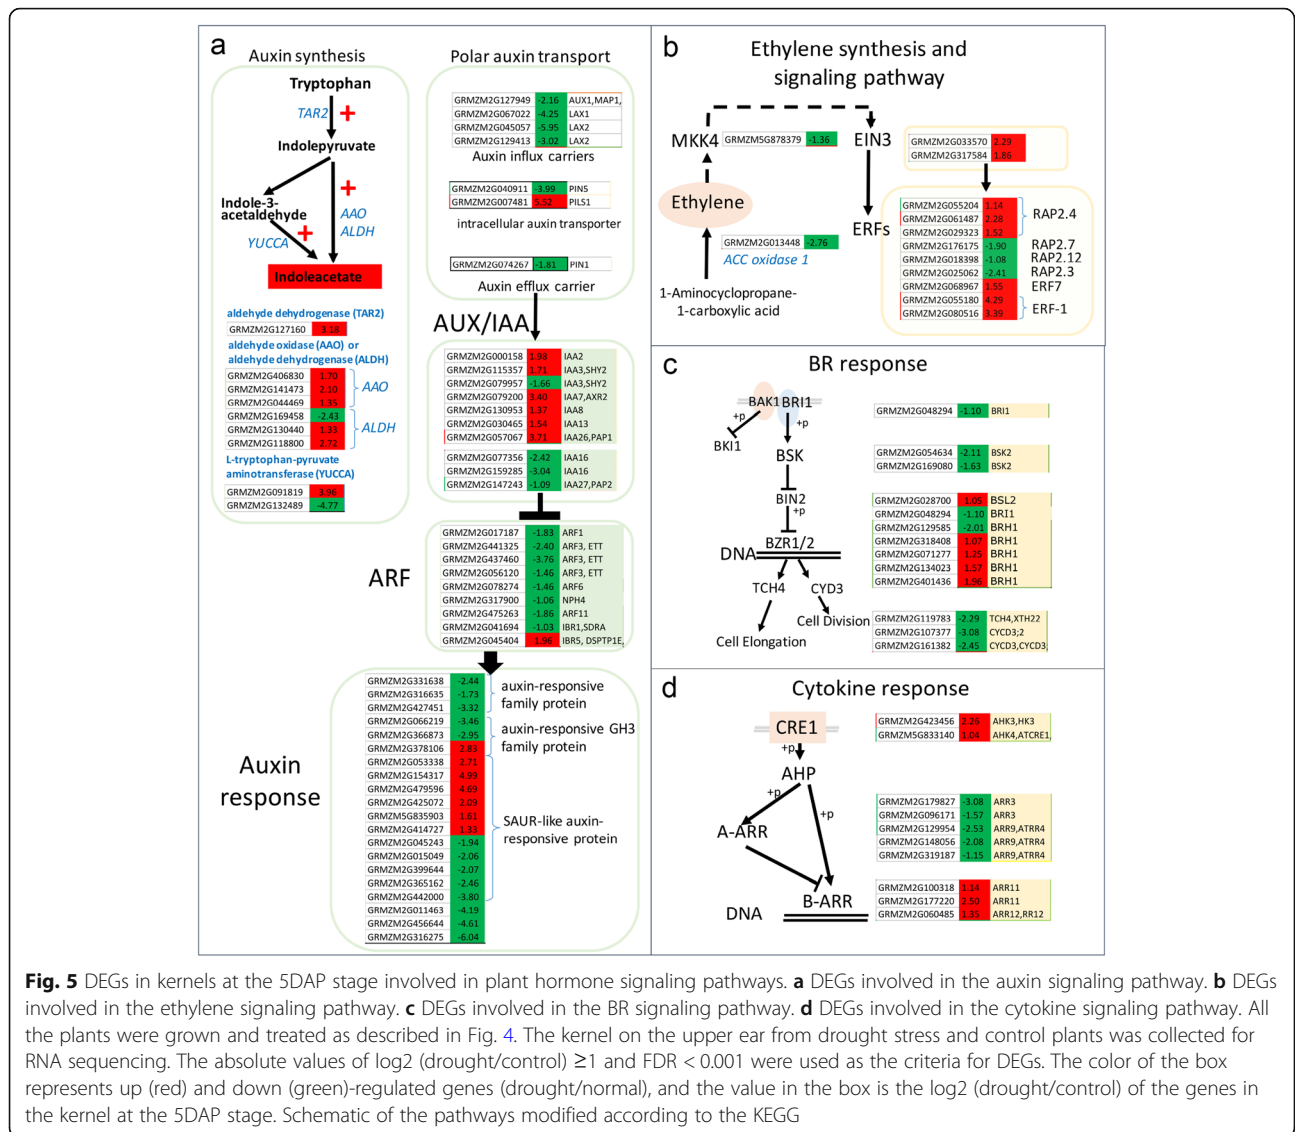 a
Auxin synthesis
Tryptophan
TAR2 +
Indolepyruvate
+
Indole-3-
acetaldehyde
AAO
ALDH
YUCCA +
Indoleacetate
aldehyde dehydrogenase (TAR2)
GRMZM2G127160 3.18
aldehyde oxidase (AAO) or
aldehyde dehydrogenase (ALDH)
GRMZM2G406830 1.70
GRMZM2G141473 2.10
GRMZM2G044469 1.35
AAO
GRMZM2G169458 -2.43
GRMZM2G130440 1.33
GRMZM2G118800 2.72
ALDH
L-tryptophan-pyruvate
aminotransferase (YUCCA)
GRMZM2G091819 3.96
GRMZM2G132489 -4.77
Polar auxin transport
GRMZM2G127949 -2.16 AUX1,MAP1,
GRMZM2G067022 -4.25 LAX1
GRMZM2G045057 -5.95 LAX2
GRMZM2G129413 -3.02 LAX2
Auxin influx carriers
GRMZM2G040911 -3.99 PIN5
GRMZM2G007481 5.52 PILS1
intracellular auxin transporter
GRMZM2G074267 -1.81 PIN1
Auxin efflux carrier
AUX/IAA
GRMZM2G000158 1.98 IAA2
GRMZM2G115357 1.71 IAA3,SHY2
GRMZM2G079957 -1.66 IAA3,SHY2
GRMZM2G079200 3.40 IAA7,AXR2
GRMZM2G130953 1.37 IAA8
GRMZM2G030465 1.54 IAA13
GRMZM2G057067 3.71 IAA26,PAP1
GRMZM2G077356 -2.42 IAA16
GRMZM2G159285 -3.04 IAA16
GRMZM2G147243 -1.09 IAA27,PAP2
ARF
GRMZM2G017187 -1.83 ARF1
GRMZM2G441325 -2.40 ARF3, ETT
GRMZM2G437460 -3.76 ARF3, ETT
GRMZM2G056120 -1.46 ARF3, ETT
GRMZM2G078274 -1.46 ARF6
GRMZM2G317900 -1.06 NPH4
GRMZM2G475263 -1.86 ARF11
GRMZM2G041694 -1.03 IBR1,SDRA
GRMZM2G045404 1.96 IBR5, DSPTP1E,
Auxin
response
GRMZM2G331638 -2.44
GRMZM2G316635 -1.73
GRMZM2G427451 -3.32
auxin-responsive
family protein
GRMZM2G066219 -3.46
GRMZM2G366873 -2.95
GRMZM2G378106 2.83
auxin-responsive GH3
family protein
GRMZM2G053338 2.71
GRMZM2G154317 4.99
GRMZM2G479596 4.69
GRMZM2G425072 2.09
GRMZM5G835903 1.61
GRMZM2G414727 1.33
GRMZM2G045243 -1.94
GRMZM2G015049 -2.06
GRMZM2G399644 -2.07
GRMZM2G365162 -2.46
GRMZM2G442000 -3.80
SAUR-like auxin-
responsive protein
GRMZM2G011463 -4.19
GRMZM2G456644 -4.61
GRMZM2G316275 -6.04
b
Ethylene synthesis and
signaling pathway
MKK4 GRMZM5G878379 -1.36 EIN3
Ethylene
ERFs
GRMZM2G013448 -2.76
ACC oxidase 1
1-Aminocyclopropane-
1-carboxylic acid
GRMZM2G033570 2.29
GRMZM2G317584 1.86
GRMZM2G055204 1.14
GRMZM2G061487 2.28
GRMZM2G029323 1.52
RAP2.4
GRMZM2G176175 -1.90 RAP2.7
GRMZM2G018398 -1.08 RAP2.12
GRMZM2G025062 -2.41 RAP2.3
GRMZM2G068967 1.55 ERF7
GRMZM2G055180 4.29
GRMZM2G080516 3.39
ERF-1
c
BR response
BAK1 BRI1
+p
+p
BKI1
BSK
BIN2
+p
BZR1/2
DNA
TCH4
CYD3
Cell Division
Cell Elongation
GRMZM2G048294 -1.10 BRI1
GRMZM2G054634 -2.11 BSK2
GRMZM2G169080 -1.63 BSK2
GRMZM2G028700 1.05 BSL2
GRMZM2G048294 -1.10 BRI1
GRMZM2G129585 -2.01 BRH1
GRMZM2G318408 1.07 BRH1
GRMZM2G071277 1.25 BRH1
GRMZM2G134023 1.57 BRH1
GRMZM2G401436 1.96 BRH1
GRMZM2G119783 -2.29 TCH4,XTH22
GRMZM2G107377 -3.08 CYCD3;2
GRMZM2G161382 -2.45 CYCD3,CYCD3;
d
Cytokine response
CRE1
+p
AHP
+p
+p
A-ARR
B-ARR
DNA
GRMZM2G423456 2.26 AHK3,HK3
GRMZM5G833140 1.04 AHK4,ATCRE1,
GRMZM2G179827 -3.08 ARR3
GRMZM2G096171 -1.57 ARR3
GRMZM2G129954 -2.53 ARR9,ATRR4
GRMZM2G148056 -2.08 ARR9,ATRR4
GRMZM2G319187 -1.15 ARR9,ATRR4
GRMZM2G100318 1.14 ARR11
GRMZM2G177220 2.50 ARR11
GRMZM2G060485 1.35 ARR12,RR12
Fig. 5 DEGs in kernels at the 5DAP stage involved in plant hormone signaling pathways. a DEGs involved in the auxin signaling pathway. b DEGs
involved in the ethylene signaling pathway. c DEGs involved in the BR signaling pathway. d DEGs involved in the cytokine signaling pathway. All
the plants were grown and treated as described in Fig. 4. The kernel on the upper ear from drought stress and control plants was collected for
RNA sequencing. The absolute values of log2 (drought/control) ≥1 and FDR < 0.001 were used as the criteria for DEGs. The color of the box
represents up (red) and down (green)-regulated genes (drought/normal), and the value in the box is the log2 (drought/control) of the genes in
the kernel at the 5DAP stage. Schematic of the pathways modified according to the KEGG